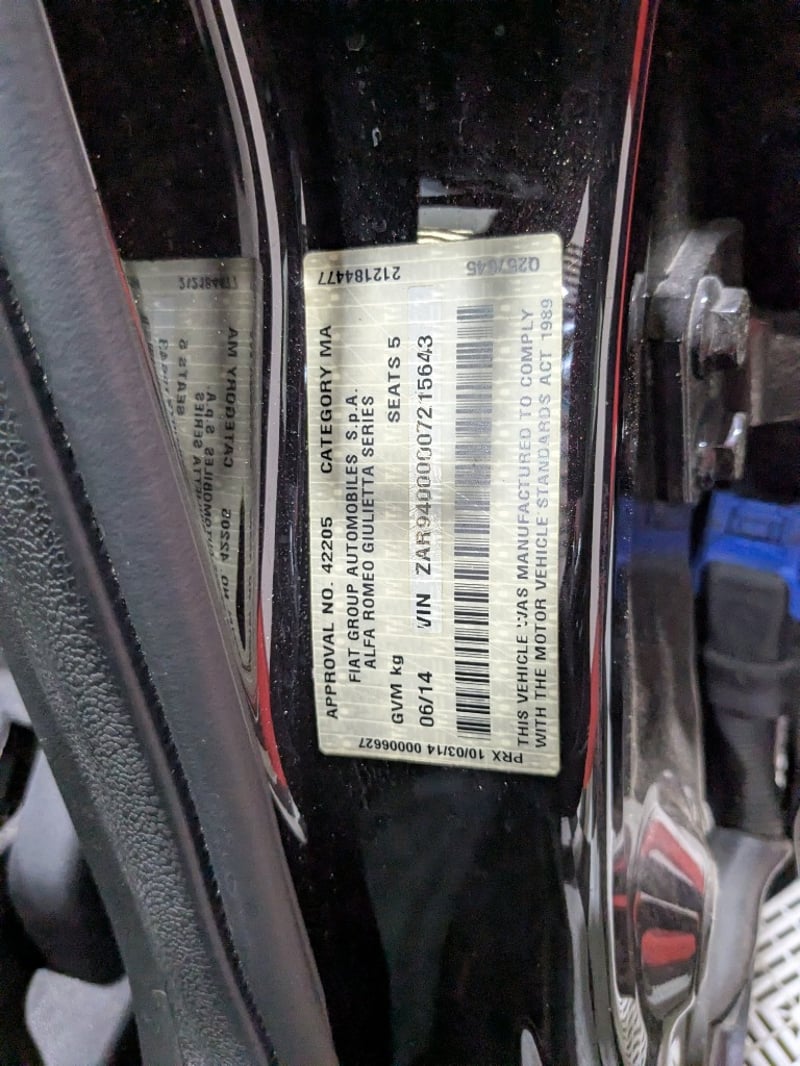 APPROVAL NO. 42205 CATEGORY MA
FIAT GROUP AUTOMOBILES S.p.A.
ALFA ROMEO GIULIETTA SERIES
GVM kg SEATS 5
06/14 VIN ZAR94000007215643
THIS VEHICLE WAS MANUFACTURED TO COMPLY
WITH THE MOTOR VEHICLE STANDARDS ACT 1989
PRX 10/03/14 00006627
212184477